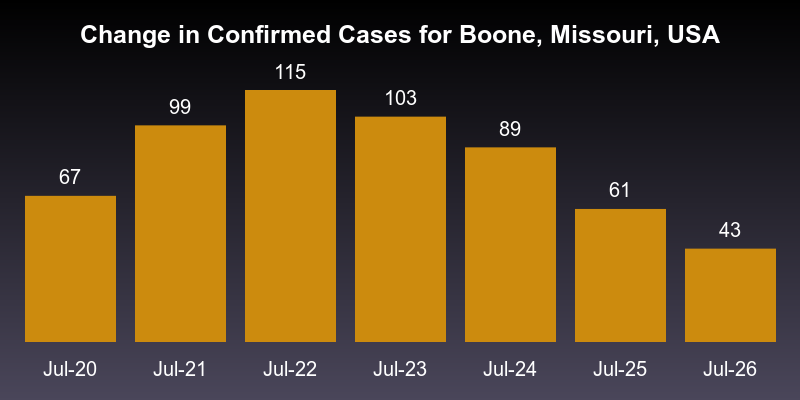 Change in Confirmed Cases for Boone, Missouri, USA
67 99 115 103 89 61 43
Jul-20 Jul-21 Jul-22 Jul-23 Jul-24 Jul-25 Jul-26